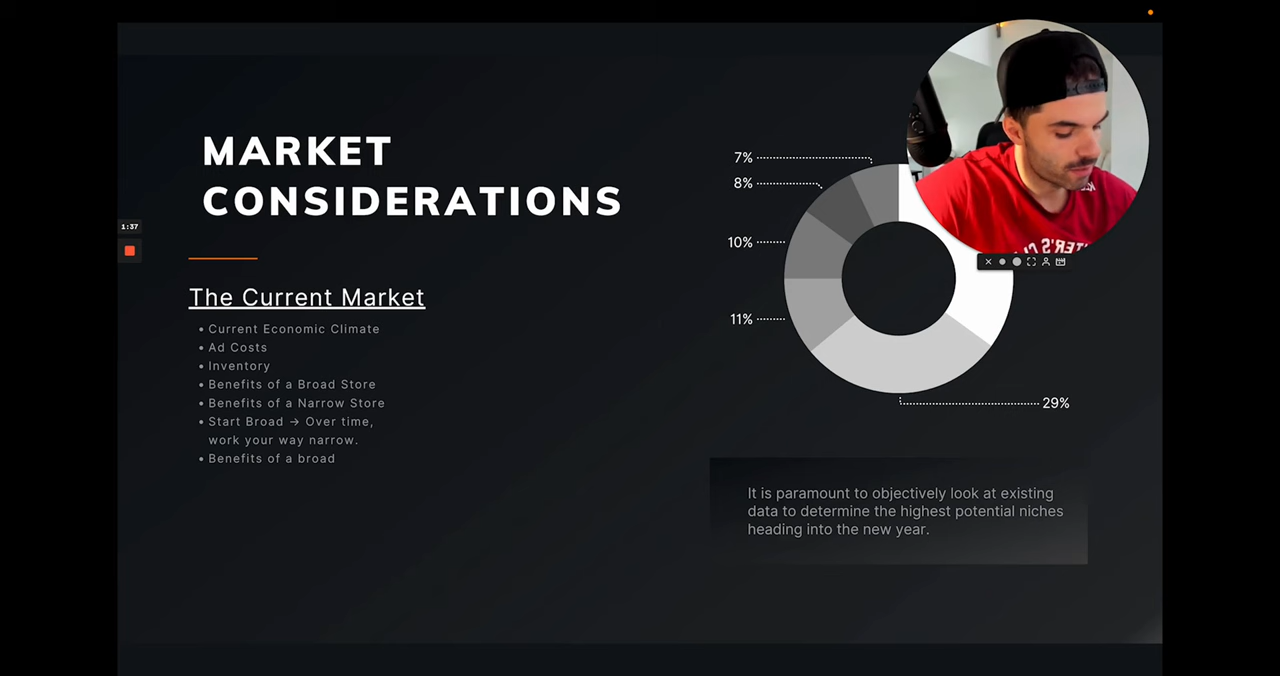 MARKET
CONSIDERATIONS
1:37
The Current Market
• Current Economic Climate
• Ad Costs
• Inventory
• Benefits of a Broad Store
• Benefits of a Narrow Store
• Start Broad → Over time,
work your way narrow.
• Benefits of a broad
7%
8%
10%
11%
29%
It is paramount to objectively look at existing
data to determine the highest potential niches
heading into the new year.